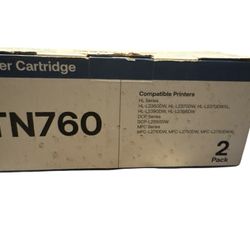 er Cartridge
TN760
Compatible Printers
HL Series
HL-L2350DW, HL-L2370DW, HL-L2370DWXL,
HL-L2390DW, HL-L2395DW
DCP Series
DCP-L2550DW
MFC Series
MFC-L2710DW, MFC-L2750DW, MFC-L2750DWXL
2
Pack